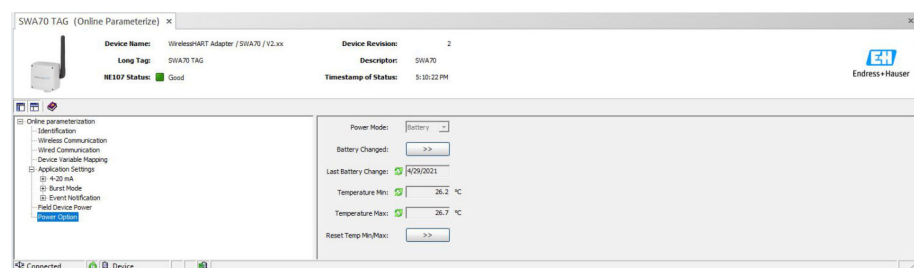 SWA70 TAG (Online Parameterize) ×
Device Name: WirelessHART Adapter / SWA70 / V2.xx Device Revision: 2
Long Tag: SWA70 TAG Descriptor: SWA70
NE107 Status: Good Timestamp of Status: 5:10:22 PM
EH
Endress+Hauser
Online parameterization
Identification
Wireless Communication
Wired Communication
Device Variable Mapping
Application Settings
4-20 mA
Burst Mode
Event Notification
Field Device Power
Power Option
Power Mode: Battery
Battery Changed: >>
Last Battery Change: 4/29/2021
Temperature Min: 26.2 °C
Temperature Max: 26.7 °C
Reset Temp Min/Max: >>
Connected Device